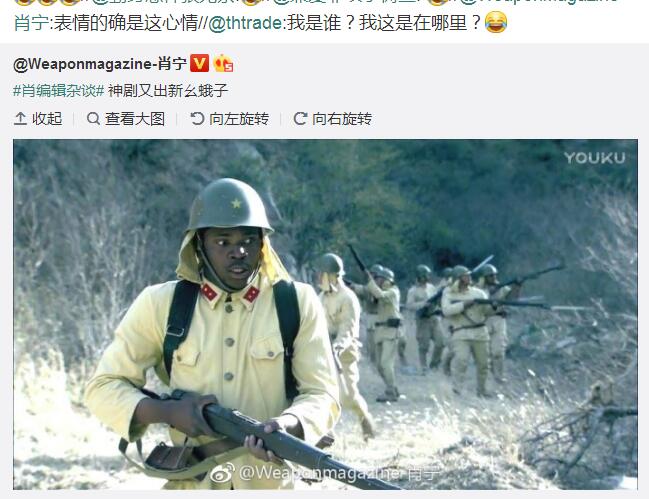 肖宁:表情的确是这心情//@thtrade:我是谁？我这是在哪里？
@Weaponmagazine-肖宁
#肖编辑杂谈# 神剧又出新幺蛾子
收起 查看大图 向左旋转 向右旋转
YOUKU
@Weaponmagazine-肖宁